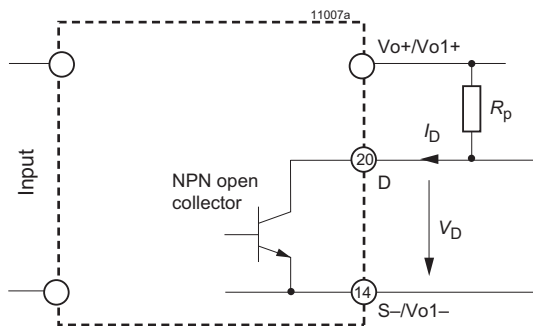 11007a
Vo+/Vo1+
Rp
ID
20
D
Input
NPN open
collector
VD
14
S–/Vo1–